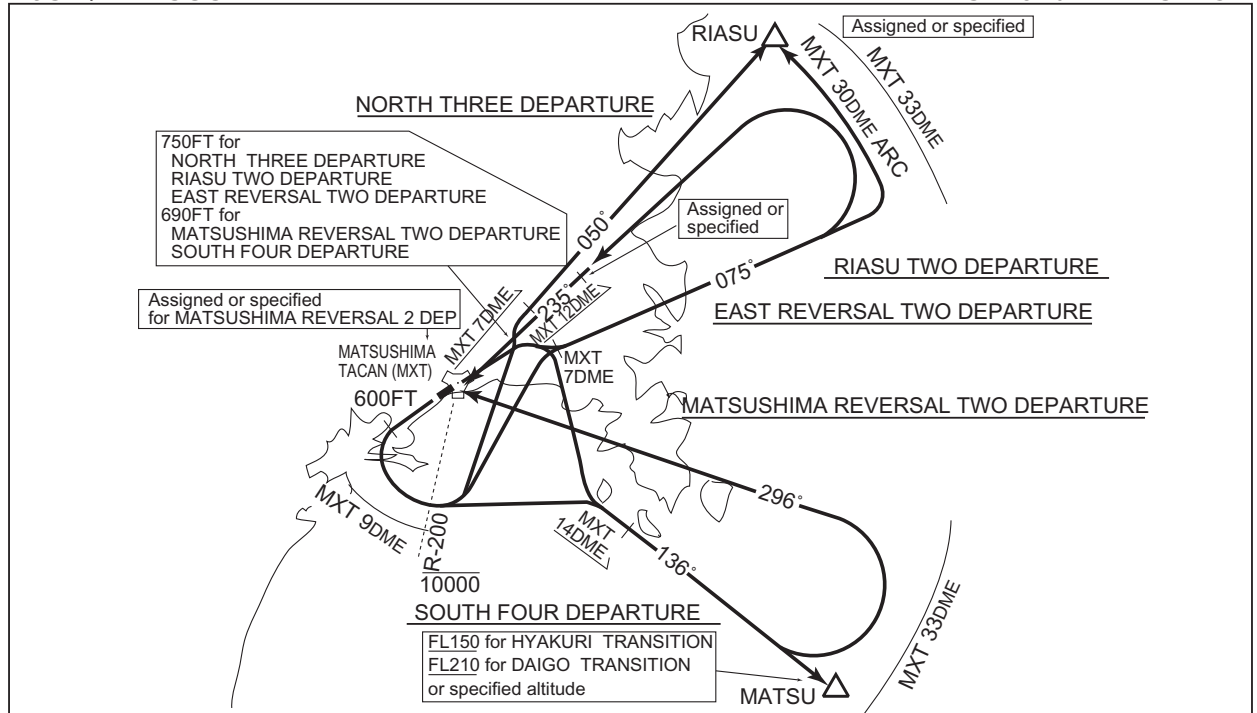 RIASU
Assigned or specified
MXT 33DME
MXT 30DME ARC
NORTH THREE DEPARTURE
750FT for
NORTH THREE DEPARTURE
RIASU TWO DEPARTURE
EAST REVERSAL TWO DEPARTURE
690FT for
MATSUSHIMA REVERSAL TWO DEPARTURE
SOUTH FOUR DEPARTURE
Assigned or
specified
050°
235°
075°
RIASU TWO DEPARTURE
EAST REVERSAL TWO DEPARTURE
Assigned or specified
for MATSUSHIMA REVERSAL 2 DEP
MXT 7DME
MXT 12DME
MATSUSHIMA
TACAN (MXT)
MXT
7DME
600FT
MATSUSHIMA REVERSAL TWO DEPARTURE
296°
MXT 9DME
R-200
10000
MXT
14DME
136°
SOUTH FOUR DEPARTURE
FL150 for HYAKURI TRANSITION
FL210 for DAIGO TRANSITION
or specified altitude
MATSU
MXT 33DME